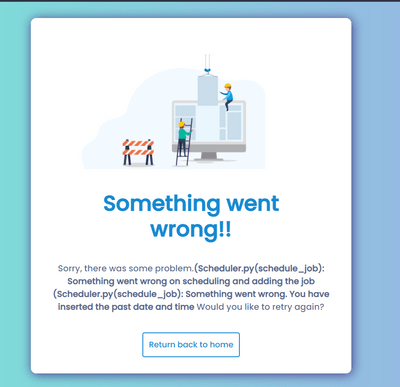 Something went
wrong!!
Sorry, there was some problem.(Scheduler.py(schedule_job):
Something went wrong on scheduling and adding the job
(Scheduler.py(schedule_job): Something went wrong. You have
inserted the past date and time Would you like to retry again?
Return back to home